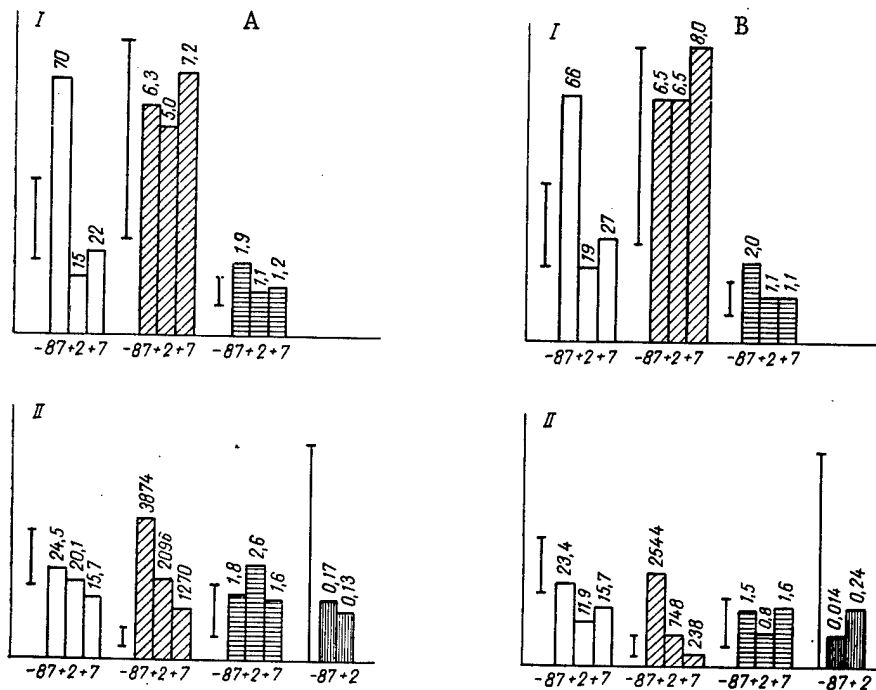 I A
70 15 22 6,3 5,0 7,2 1,9 1,1 1,2
-87+2+7 -87+2+7 -87+2+7
I B
66 19 27 6,5 6,5 8,0 2,0 1,1 1,1
-87+2+7 -87+2+7 -87+2+7
II
24,5 20,1 15,7 3874 2096 1270 1,8 2,6 1,6 0,17 0,13
-87+2+7 -87+2+7 -87+2+7 -87+2
II
23,4 11,9 15,7 2544 748 238 1,5 0,8 1,6 0,014 0,24
-87+2+7 -87+2+7 -87+2+7 -87+2